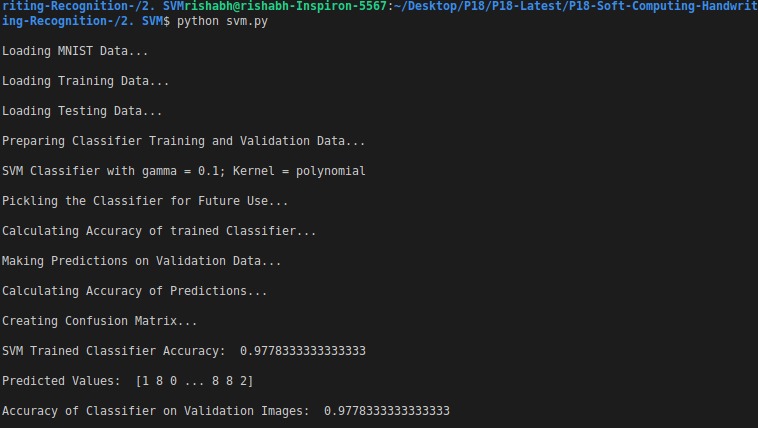 riting-Recognition-/2. SVMrishabh@rishabh-Inspiron-5567:~/Desktop/P18/P18-Latest/P18-Soft-Computing-Handwrit
ing-Recognition-/2. SVM$ python svm.py
Loading MNIST Data...
Loading Training Data...
Loading Testing Data...
Preparing Classifier Training and Validation Data...
SVM Classifier with gamma = 0.1; Kernel = polynomial
Pickling the Classifier for Future Use...
Calculating Accuracy of trained Classifier...
Making Predictions on Validation Data...
Calculating Accuracy of Predictions...
Creating Confusion Matrix...
SVM Trained Classifier Accuracy:  0.9778333333333333
Predicted Values:  [1 8 0 ... 8 8 2]
Accuracy of Classifier on Validation Images:  0.9778333333333333